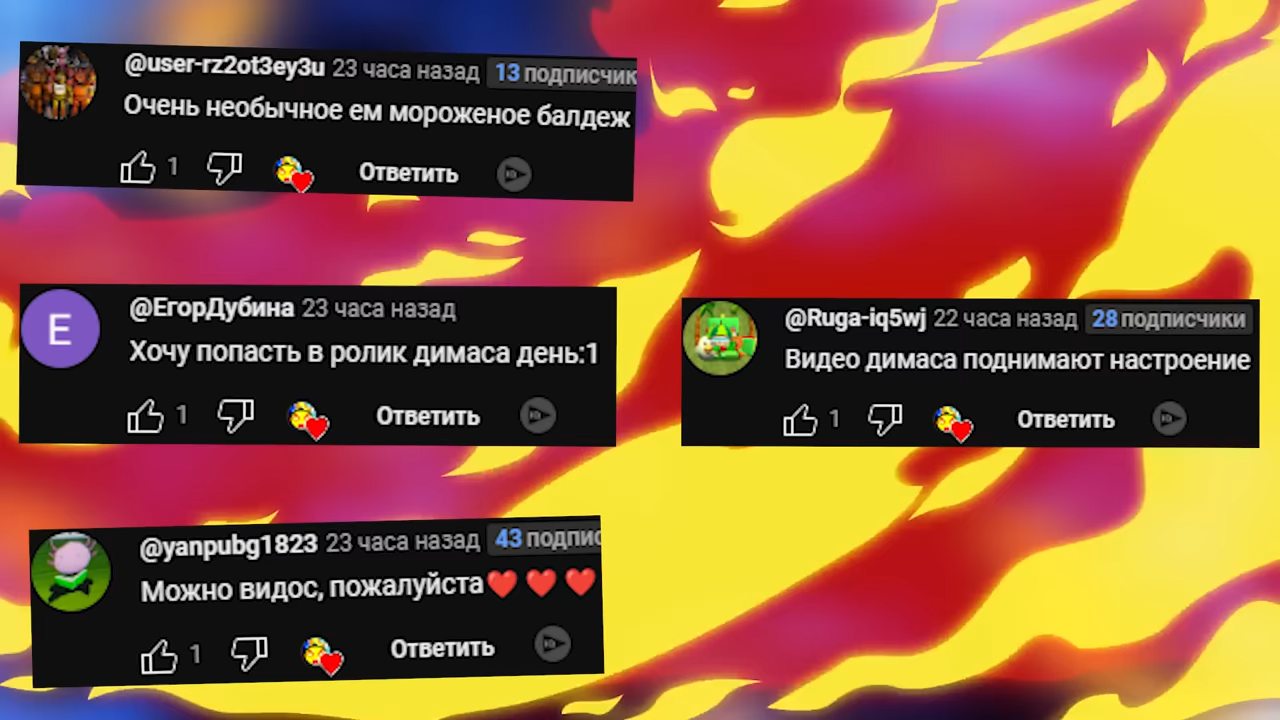 @user-rz2ot3ey3u 23 часа назад 13 подписчик
Очень необычное ем мороженое балдеж
1 Ответить
@ЕгорДубина 23 часа назад
Хочу попасть в ролик димаса день:1
1 Ответить
@yanpubg1823 23 часа назад 43 подпис
Можно видос, пожалуйста❤️ ❤️ ❤️
1 Ответить
@Ruga-iq5wj 22 часа назад 28 подписчики
Видео димаса поднимают настроение
1 Ответить